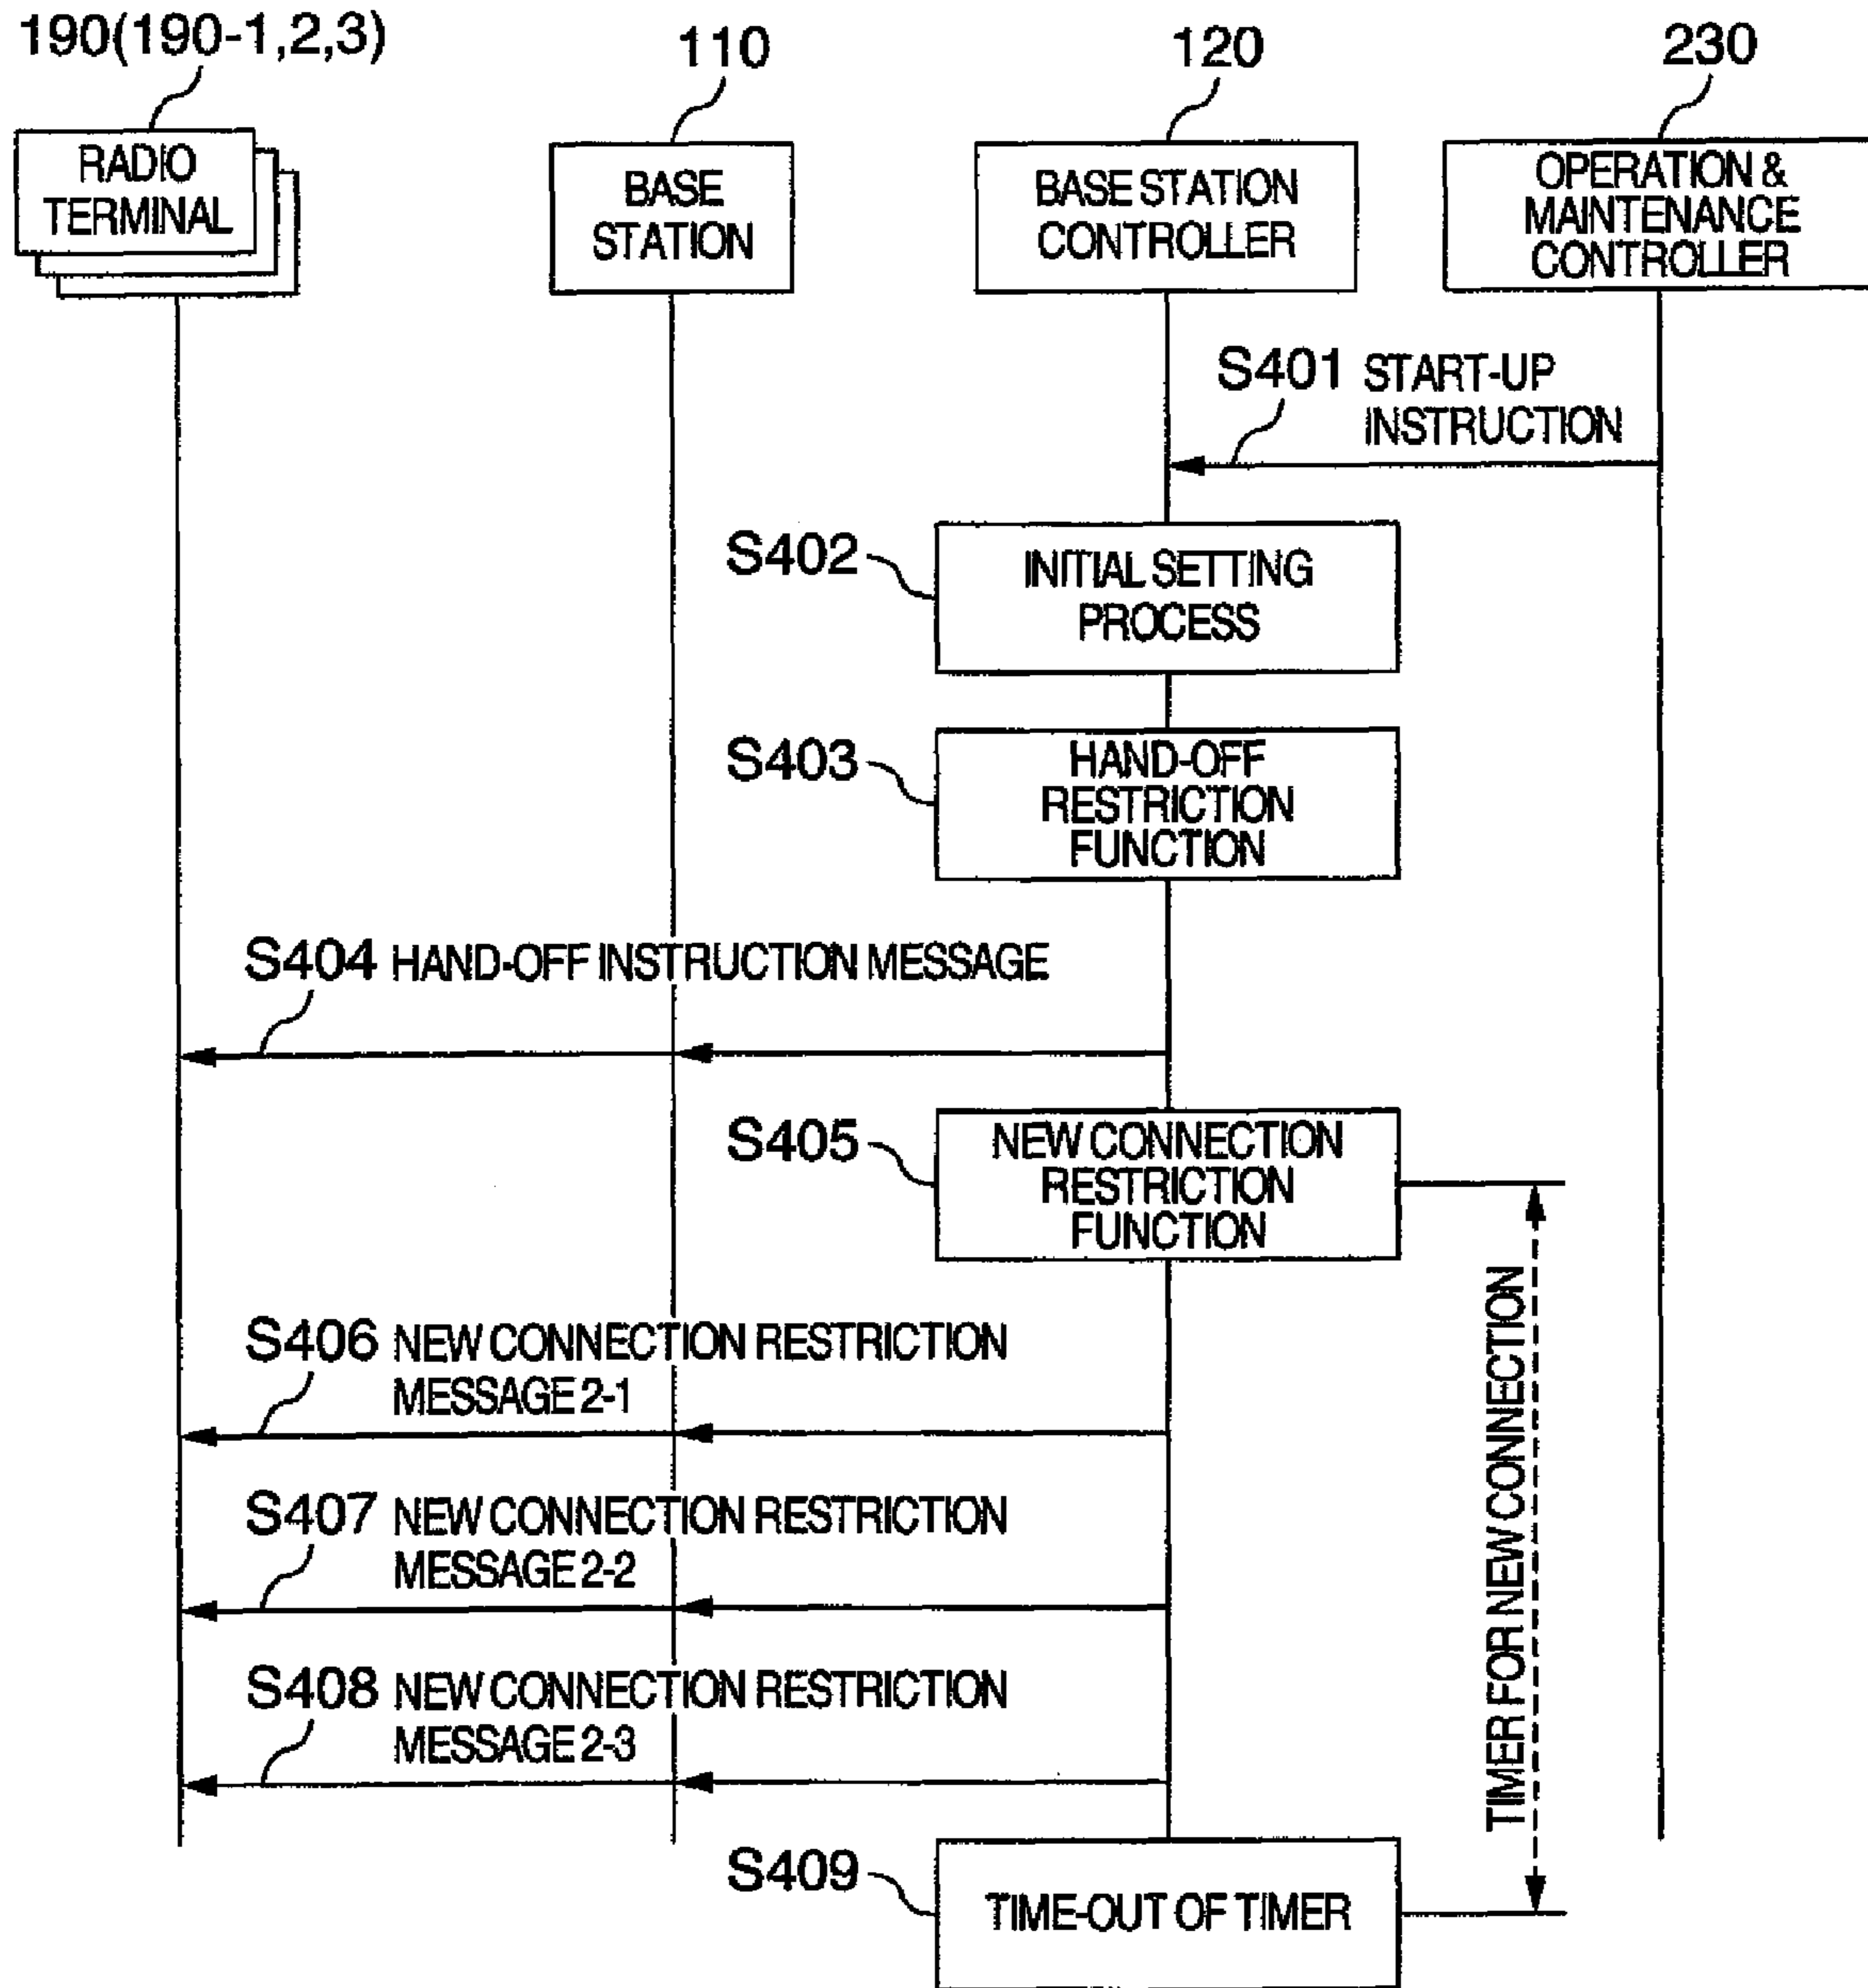 190(190-1,2,3)
110
120
230
RADIO
TERMINAL
BASE
STATION
BASE STATION
CONTROLLER
OPERATION &
MAINTENANCE
CONTROLLER
S401 START-UP
INSTRUCTION
S402
INITIAL SETTING
PROCESS
S403
HAND-OFF
RESTRICTION
FUNCTION
S404 HAND-OFF INSTRUCTION MESSAGE
S405
NEW CONNECTION
RESTRICTION
FUNCTION
TIMER FOR NEW CONNECTION
S406 NEW CONNECTION RESTRICTION
MESSAGE 2-1
S407 NEW CONNECTION RESTRICTION
MESSAGE 2-2
S408 NEW CONNECTION RESTRICTION
MESSAGE 2-3
S409
TIME-OUT OF TIMER